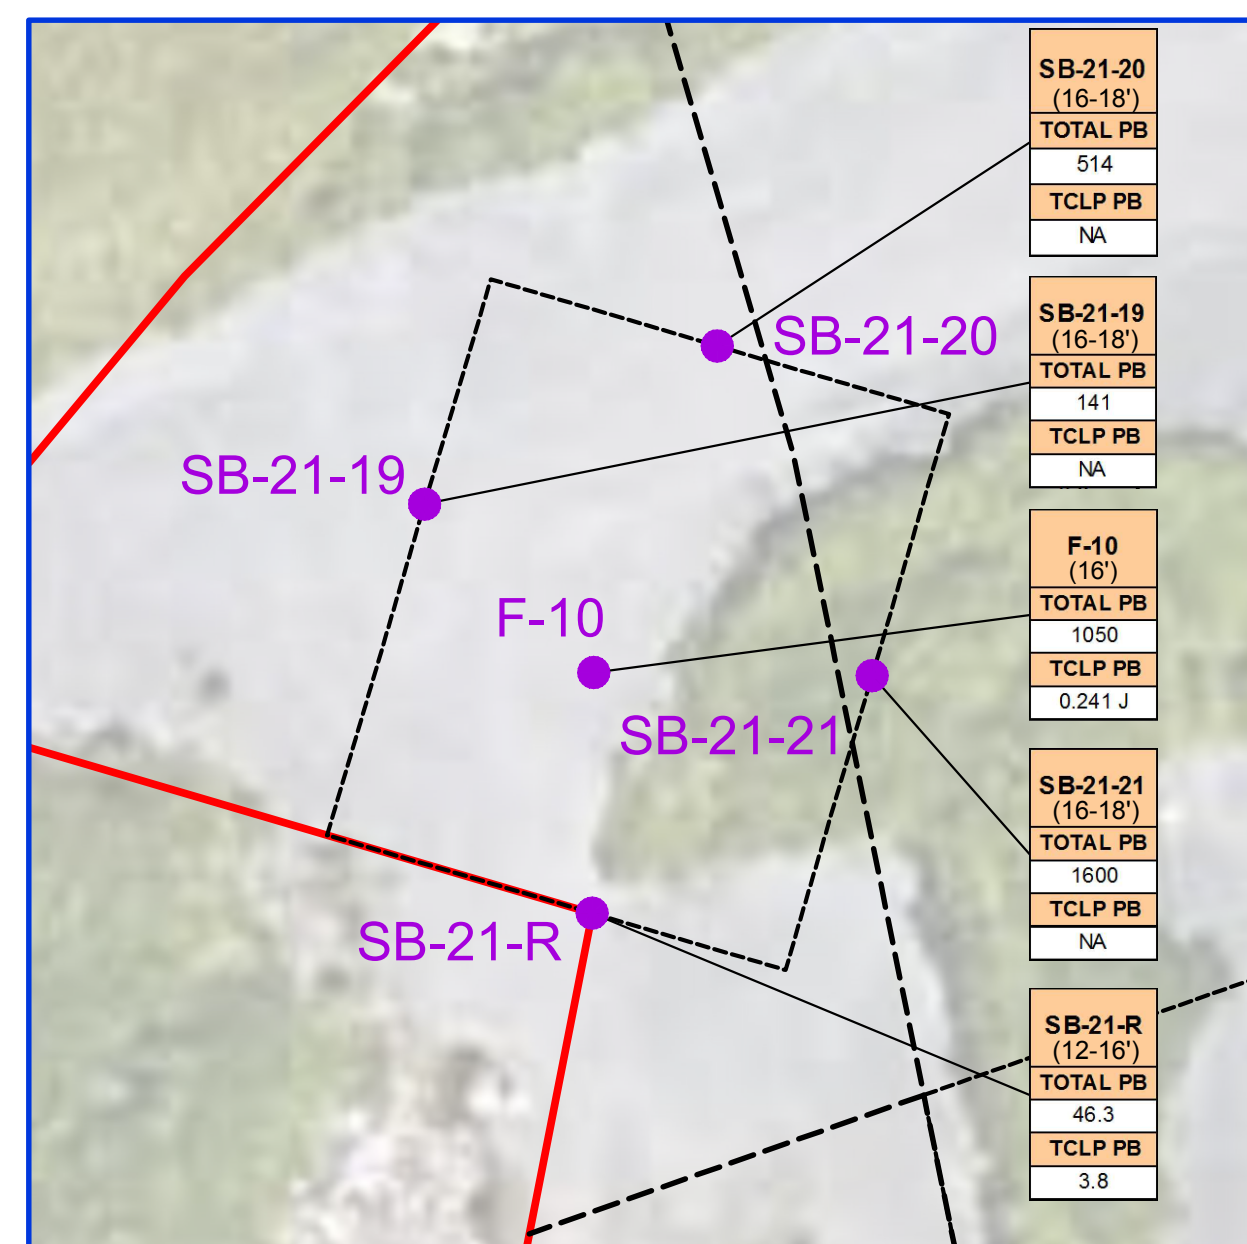 SB-21-20
(16-18')
TOTAL PB
514
TCLP PB
NA
SB-21-19
(16-18')
TOTAL PB
141
TCLP PB
NA
F-10
(16')
TOTAL PB
1050
TCLP PB
0.241 J
SB-21-21
(16-18')
TOTAL PB
1600
TCLP PB
NA
SB-21-R
(12-16')
TOTAL PB
46.3
TCLP PB
3.8
SB-21-20
SB-21-19
F-10
SB-21-21
SB-21-R